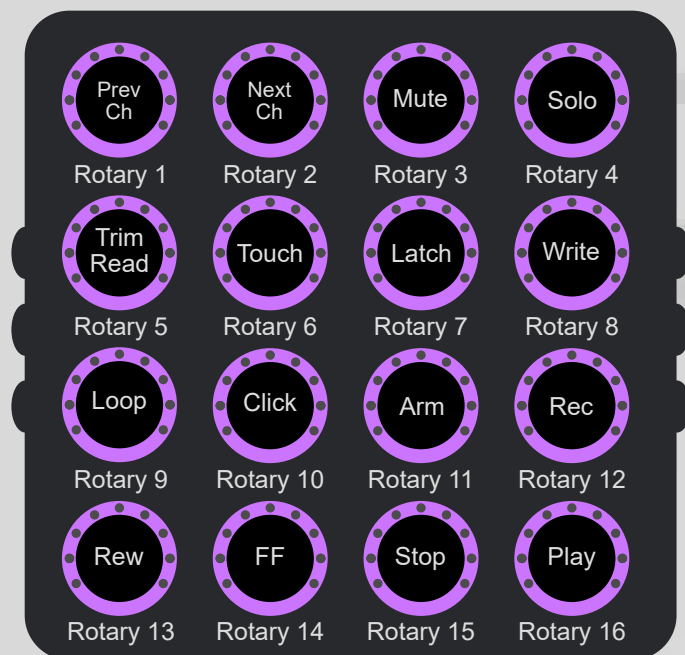 Prev
Ch
Next
Ch
Mute
Solo
Rotary 1
Rotary 2
Rotary 3
Rotary 4
Trim
Read
Touch
Latch
Write
Rotary 5
Rotary 6
Rotary 7
Rotary 8
Loop
Click
Arm
Rec
Rotary 9
Rotary 10
Rotary 11
Rotary 12
Rew
FF
Stop
Play
Rotary 13
Rotary 14
Rotary 15
Rotary 16